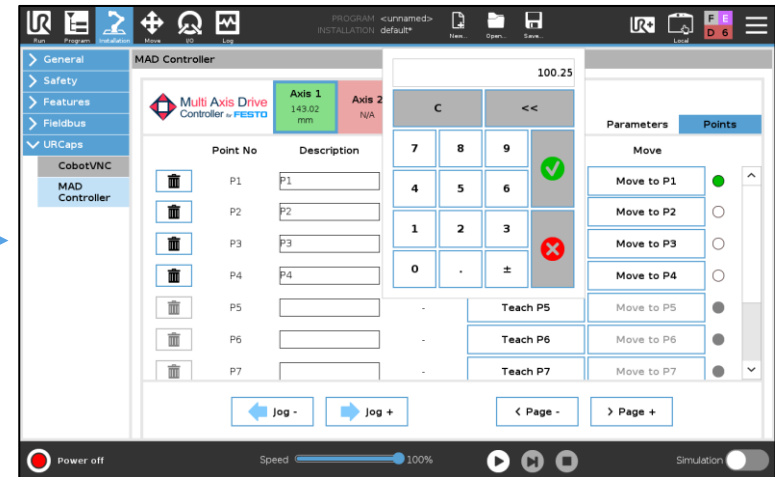 PROGRAM <unnamed>
INSTALLATION default*
Run Program Installation Move I/O Log New... Open... Save... UR+ Local F E
D 6
General
MAD Controller
Safety
Features
Fieldbus
URCaps
CobotVNC
MAD
Controller
Multi Axis Drive
Controller by FESTO
Axis 1
143.02
mm
Axis 2
N/A
100.25
C <<
7 8 9
4 5 6
1 2 3
0 . ±
Parameters Points
Point No Description Move
P1 P1 Move to P1
P2 P2 Move to P2
P3 P3 Move to P3
P4 P4 Move to P4
P5 - Teach P5 Move to P5
P6 - Teach P6 Move to P6
P7 - Teach P7 Move to P7
Jog - Jog + < Page - > Page +
Power off Speed 100% Simulation